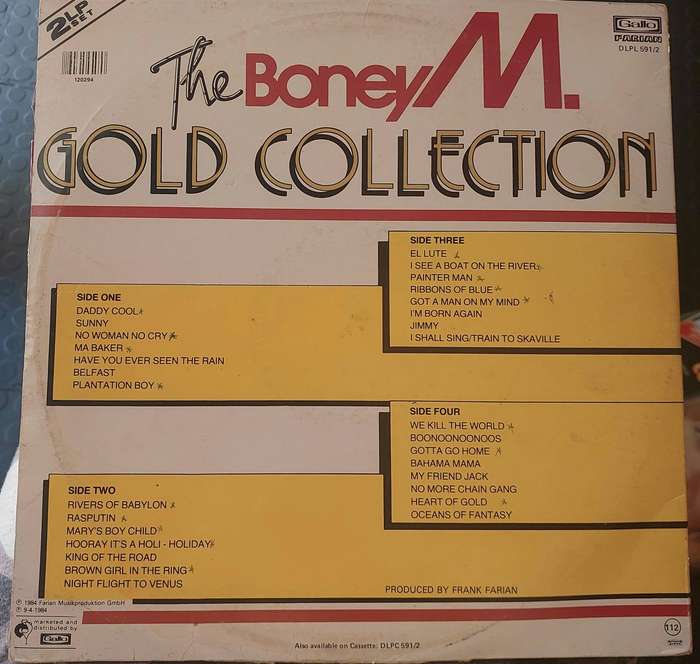 2LP
SET
120294
Gallo
FARIAN
DLPL 591/2
The Boney M.
GOLD COLLECTION
SIDE ONE
DADDY COOL
SUNNY
NO WOMAN NO CRY
MA BAKER
HAVE YOU EVER SEEN THE RAIN
BELFAST
PLANTATION BOY
SIDE TWO
RIVERS OF BABYLON
RASPUTIN
MARY'S BOY CHILD
HOORAY IT'S A HOLI - HOLIDAY
KING OF THE ROAD
BROWN GIRL IN THE RING
NIGHT FLIGHT TO VENUS
SIDE THREE
EL LUTE
I SEE A BOAT ON THE RIVER
PAINTER MAN
RIBBONS OF BLUE
GOT A MAN ON MY MIND
I'M BORN AGAIN
JIMMY
I SHALL SING/TRAIN TO SKAVILLE
SIDE FOUR
WE KILL THE WORLD
BOONOONOONOOS
GOTTA GO HOME
BAHAMA MAMA
MY FRIEND JACK
NO MORE CHAIN GANG
HEART OF GOLD
OCEANS OF FANTASY
PRODUCED BY FRANK FARIAN
℗ 1984 Farian Musikproduktion GmbH
℗ 9-4-1984
marketed and
distributed by
Gallo
Also available on Cassette: DLPC 591/2
112